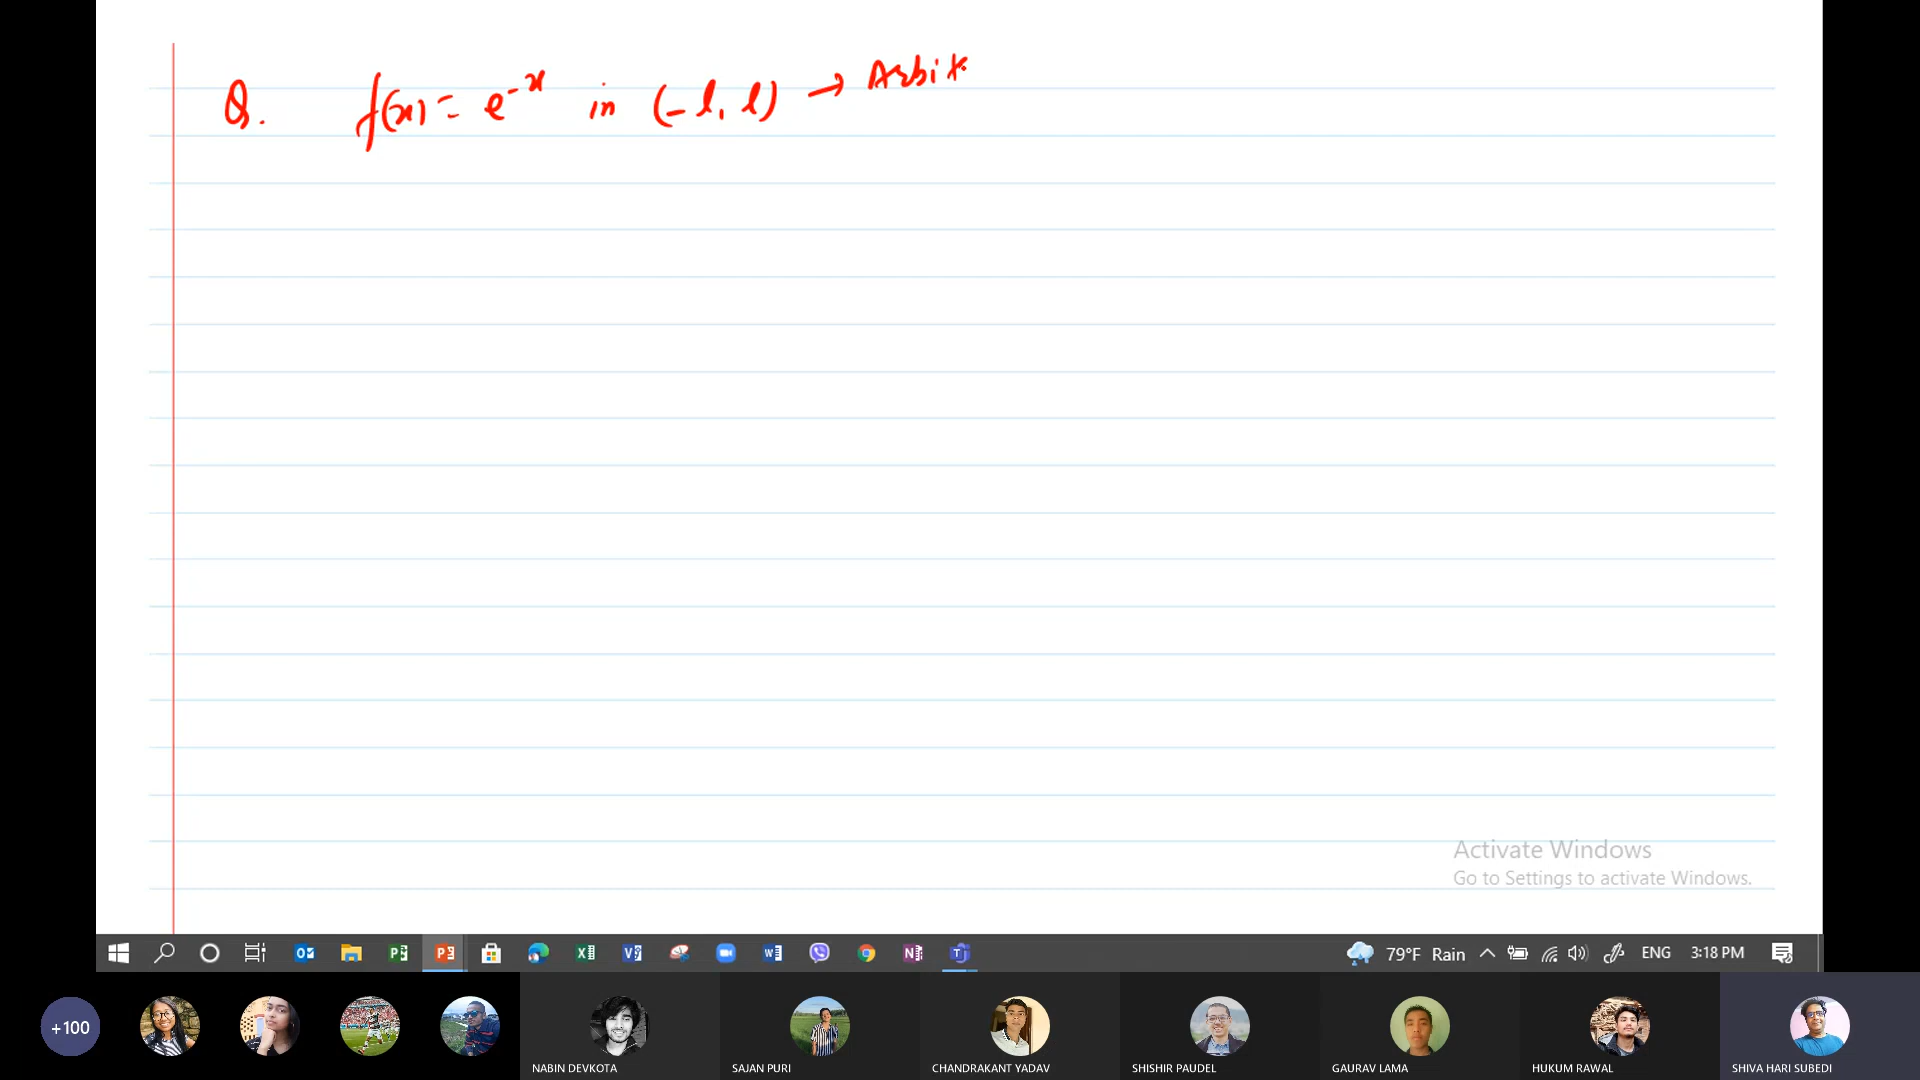 Q. f(x) = e^-x in (-l, l) → Arbit
Activate Windows
Go to Settings to activate Windows.
79°F Rain ENG 3:18 PM
+100
NABIN DEVKOTA SAJAN PURI CHANDRAKANT YADAV SHISHIR PAUDEL GAURAV LAMA HUKUM RAWAL SHIVA HARI SUBEDI